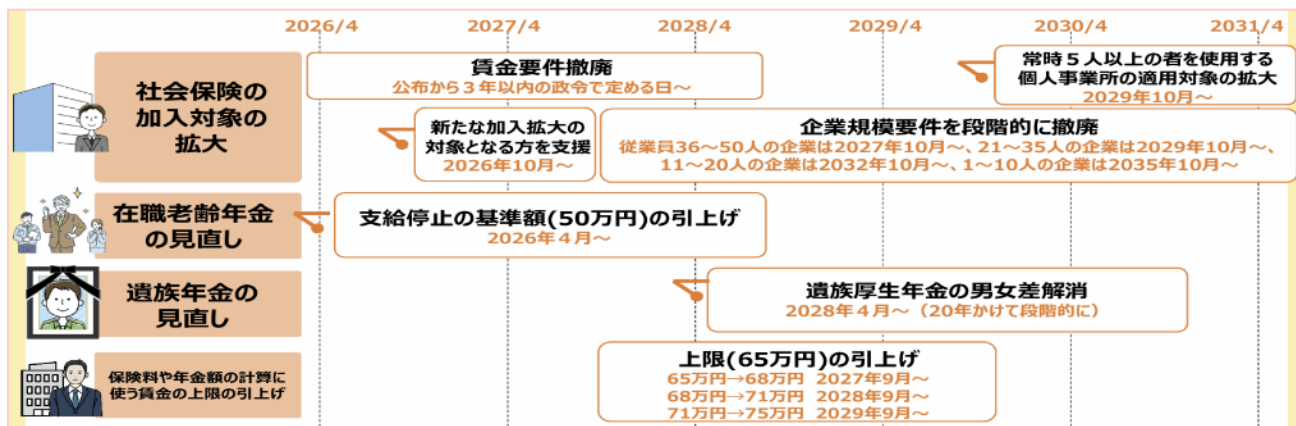 2026/4 2027/4 2028/4 2029/4 2030/4 2031/4
社会保険の
加入対象の
拡大
賃金要件撤廃
公布から3年以内の政令で定める日～
常時5人以上の者を使用する
個人事業所の適用対象の拡大
2029年10月～
新たな加入拡大の
対象となる方を支援
2026年10月～
企業規模要件を段階的に撤廃
従業員36～50人の企業は2027年10月～、21～35人の企業は2029年10月～、
11～20人の企業は2032年10月～、1～10人の企業は2035年10月～
在職老齢年金
の見直し
支給停止の基準額(50万円)の引上げ
2026年4月～
遺族年金の
見直し
遺族厚生年金の男女差解消
2028年4月～（20年かけて段階的に）
保険料や年金額の計算に
使う賃金の上限の引上げ
上限(65万円)の引上げ
65万円→68万円 2027年9月～
68万円→71万円 2028年9月～
71万円→75万円 2029年9月～